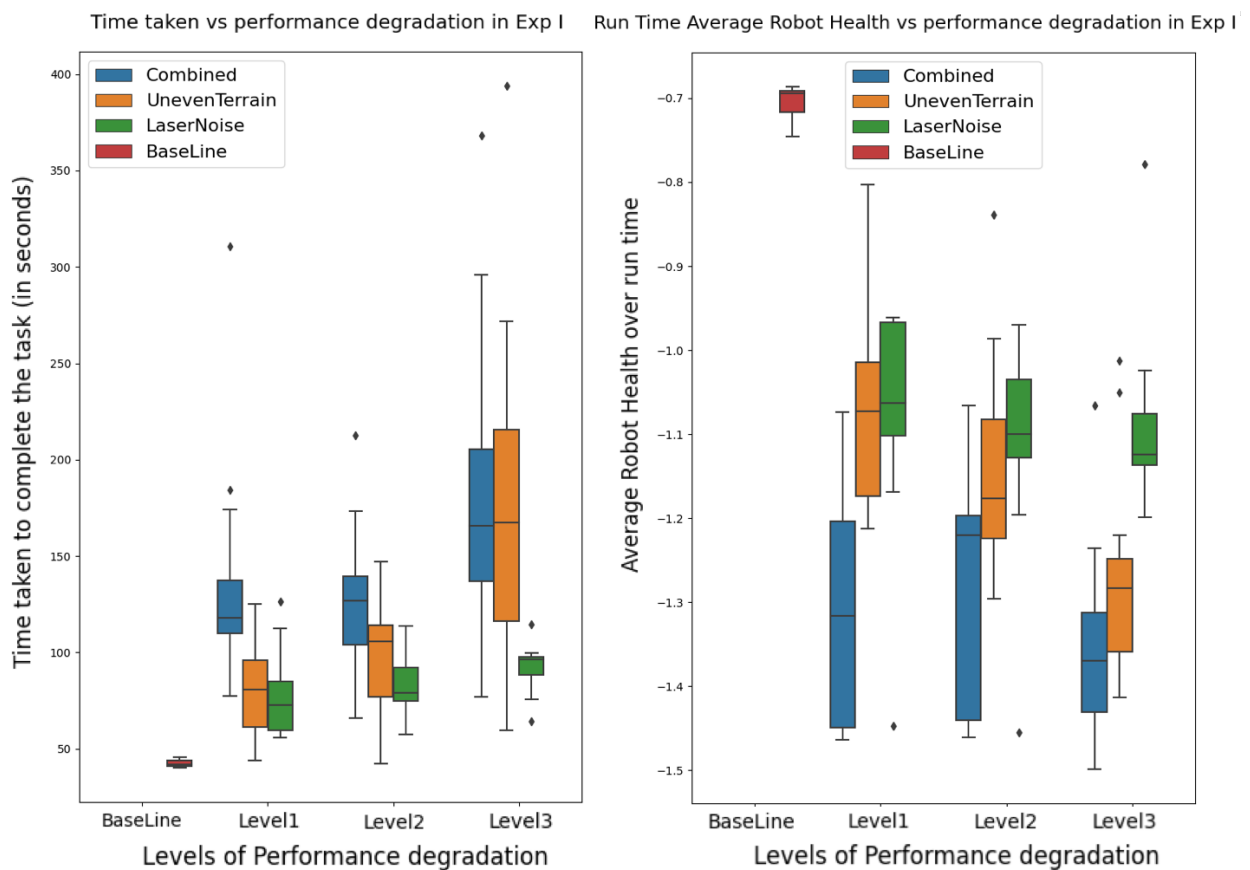 Time taken vs performance degradation in Exp I
Run Time Average Robot Health vs performance degradation in Exp I
Time taken to complete the task (in seconds)
400
350
300
250
200
150
100
50
Combined
UnevenTerrain
LaserNoise
BaseLine
BaseLine
Level1
Level2
Level3
Levels of Performance degradation
Average Robot Health over run time
−0.7
−0.8
−0.9
−1.0
−1.1
−1.2
−1.3
−1.4
−1.5
Combined
UnevenTerrain
LaserNoise
BaseLine
BaseLine
Level1
Level2
Level3
Levels of Performance degradation